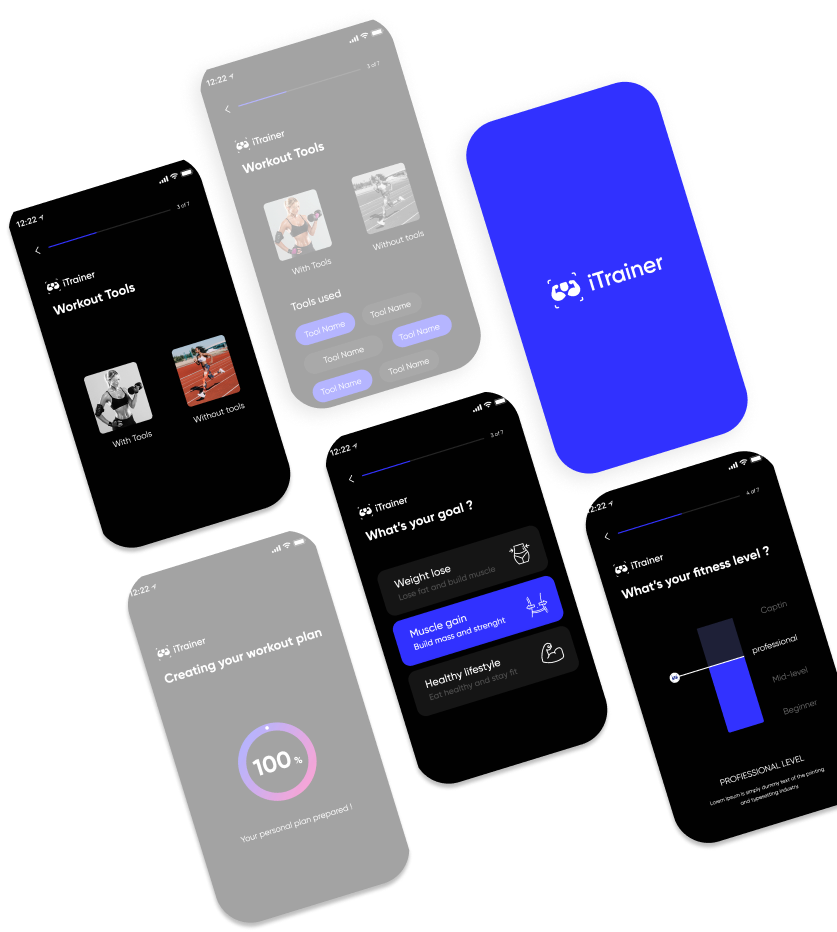 12:22
3 of 7
iTrainer
Workout Tools
With Tools
Without tools
12:22
3 of 7
iTrainer
Workout Tools
With Tools
Without tools
Tools used
Tool Name
Tool Name
Tool Name
Tool Name
Tool Name
Tool Name
iTrainer
12:22
iTrainer
Creating your workout plan
100 %
Your personal plan prepared !
12:22
3 of 7
iTrainer
What's your goal ?
Weight lose
Lose fat and build muscle
Muscle gain
Build mass and strenght
Healthy lifestyle
Eat healthy and stay fit
12:22
4 of 7
iTrainer
What's your fitness level ?
Captin
professional
Mid-level
Beginner
PROFIESSIONAL LEVEL
Lorem Ipsum is simply dummy text of the printing
and typesetting industry.